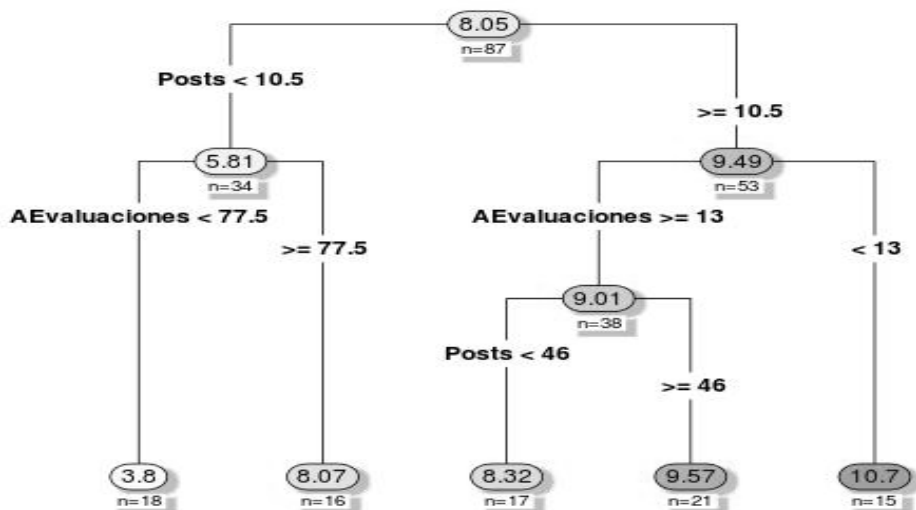 8.05
n=87
Posts < 10.5
>= 10.5
5.81
n=34
9.49
n=53
AEvaluaciones < 77.5
>= 77.5
AEvaluaciones >= 13
< 13
9.01
n=38
Posts < 46
>= 46
3.8
n=18
8.07
n=16
8.32
n=17
9.57
n=21
10.7
n=15